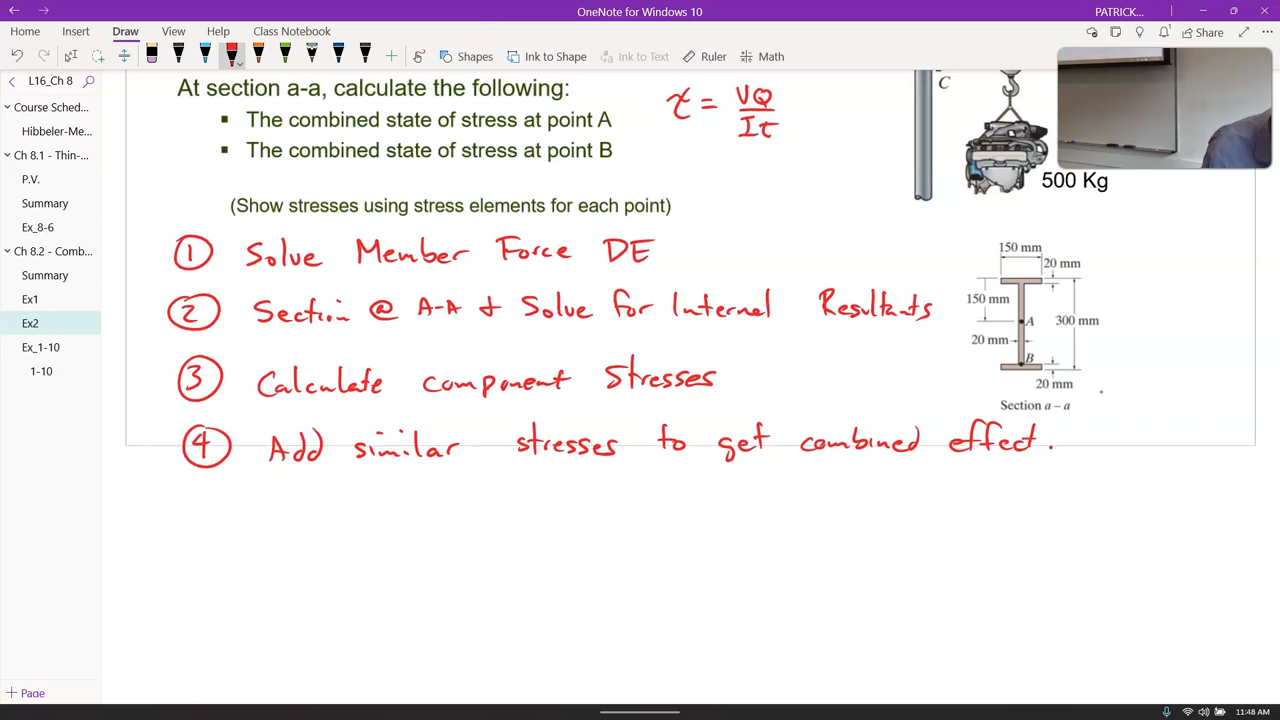 OneNote for Windows 10
PATRICK...
Home
Insert
Draw
View
History
Class Notebook
Share
Shapes
Ink to Shape
Ink to Text
Ruler
Math
L16_Ch 8
Course Sched...
Hibbeler-Me...
Ch 8.1 - Thin-...
P.V.
Summary
Ex_8-6
Ch 8.2 - Comb...
Summary
Ex1
Ex2
Ex_1-10
1-10
Page
At section a-a, calculate the following:
▪ The combined state of stress at point A
▪ The combined state of stress at point B
(Show stresses using stress elements for each point)
τ = VQ
It
① Solve Member Force DE
② Section @ A-A + Solve for Internal Resultants
③ Calculate component stresses
④ Add similar stresses to get combined effect.
C
500 Kg
150 mm
20 mm
150 mm
A
300 mm
20 mm
B
20 mm
Section a – a
11:48 AM